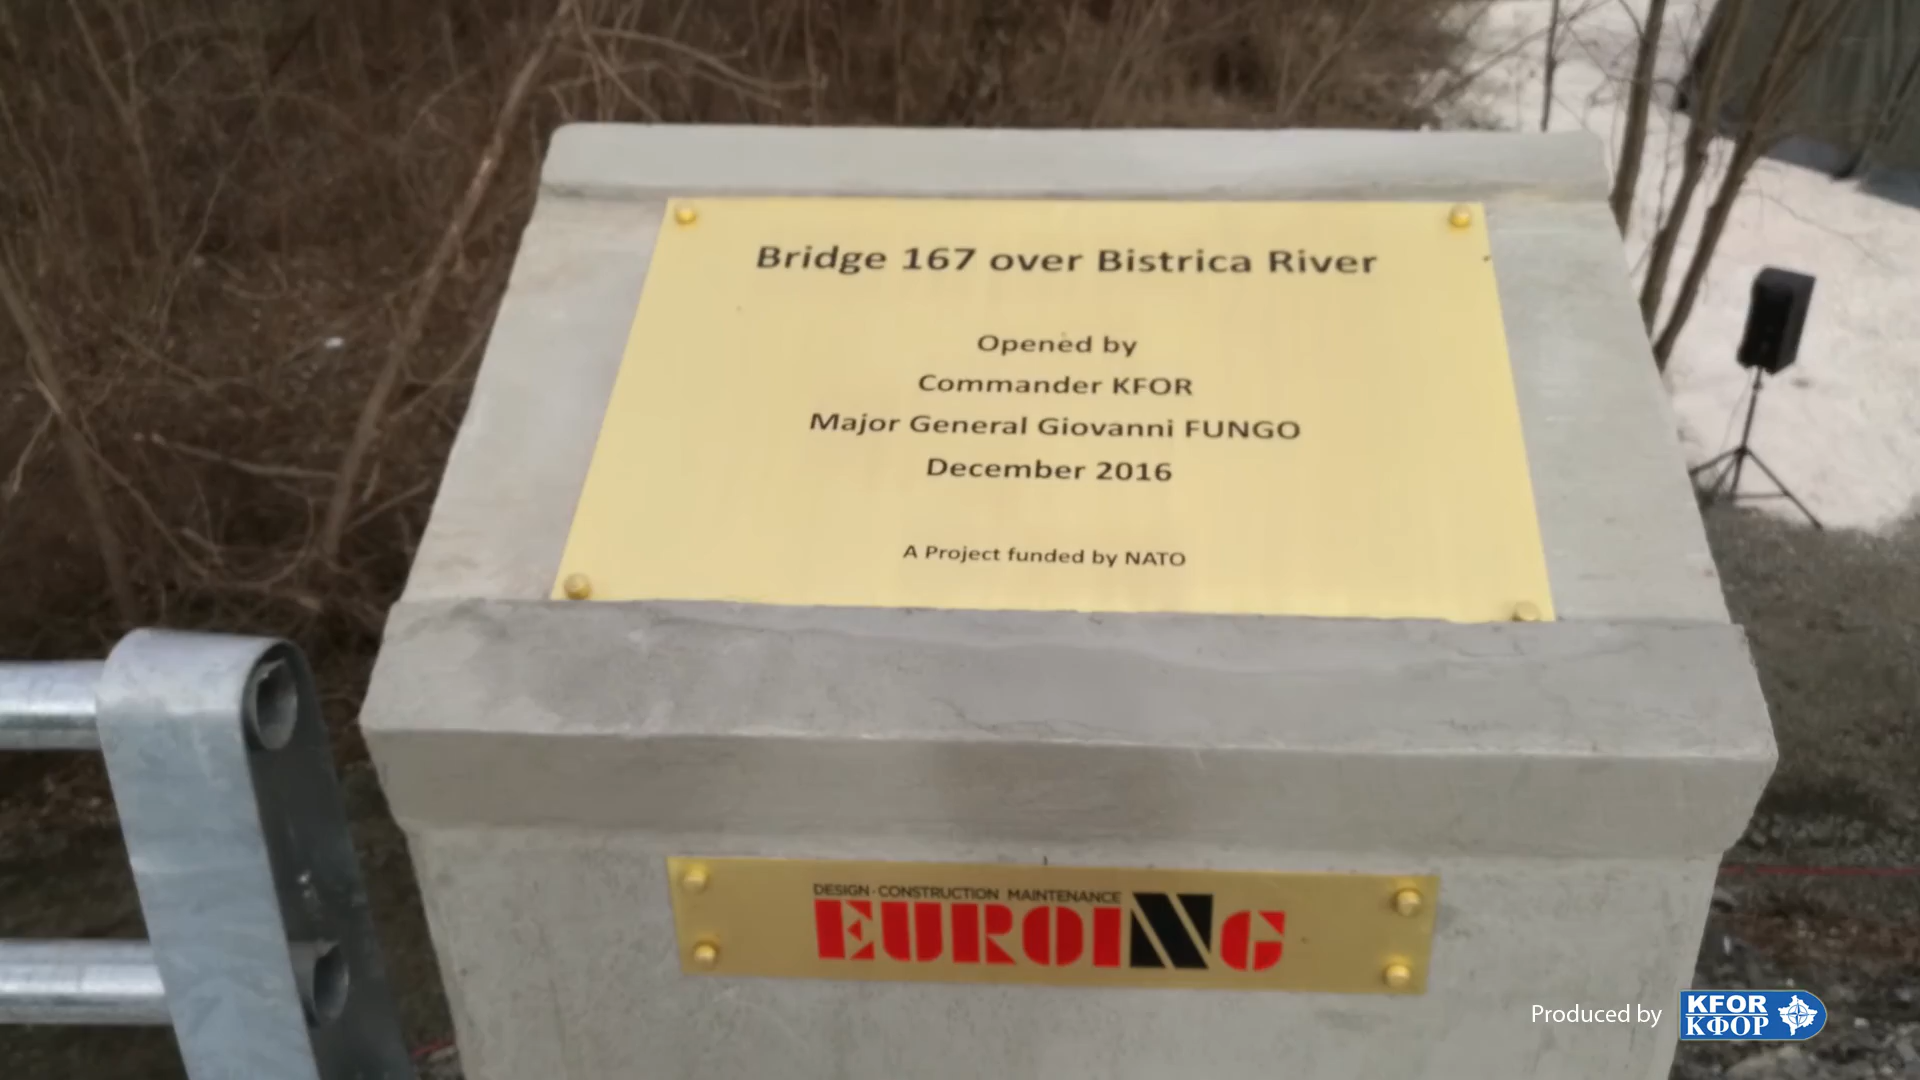 Bridge 167 over Bistrica River
Opened by
Commander KFOR
Major General Giovanni FUNGO
December 2016
A Project funded by NATO
DESIGN · CONSTRUCTION MAINTENANCE
EUROING
Produced by
KFOR
КФОР